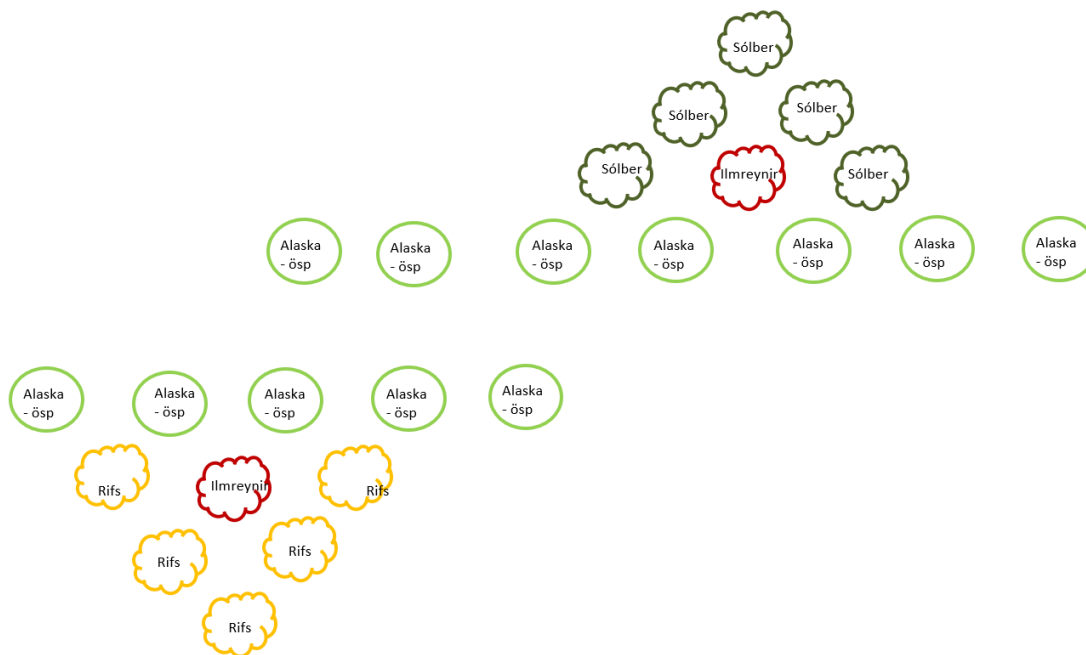 Sólber
Sólber
Sólber
Sólber
Ilmreynir
Sólber
Alaska
- ösp
Alaska
- ösp
Alaska
- ösp
Alaska
- ösp
Alaska
- ösp
Alaska
- ösp
Alaska
- ösp
Alaska
- ösp
Alaska
- ösp
Alaska
- ösp
Alaska
- ösp
Alaska
- ösp
Rifs
Ilmreynir
Rifs
Rifs
Rifs
Rifs